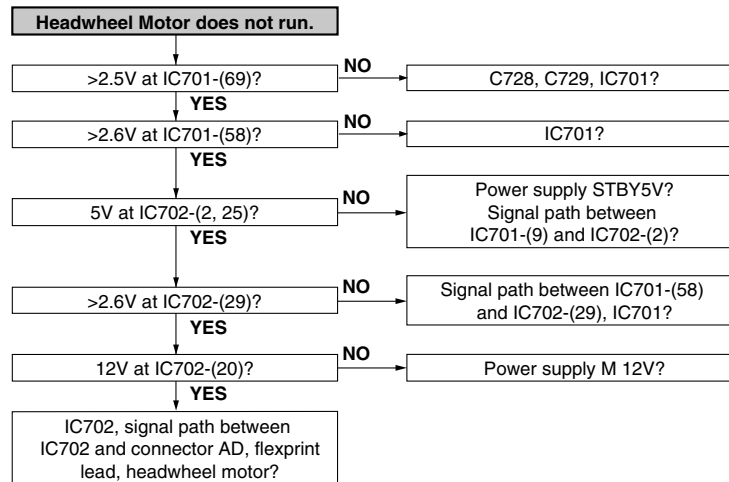 Headwheel Motor does not run.
>2.5V at IC701-(69)?
NO
C728, C729, IC701?
YES
>2.6V at IC701-(58)?
NO
IC701?
YES
5V at IC702-(2, 25)?
NO
Power supply STBY5V?
Signal path between
IC701-(9) and IC702-(2)?
YES
>2.6V at IC702-(29)?
NO
Signal path between IC701-(58)
and IC702-(29), IC701?
YES
12V at IC702-(20)?
NO
Power supply M 12V?
YES
IC702, signal path between
IC702 and connector AD, flexprint
lead, headwheel motor?